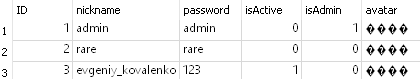 ID nickname password isActive isAdmin avatar
1 1 admin admin 0 1 ����
2 2 rare rare 0 0 ����
3 3 evgeniy_kovalenko 123 1 0 ����